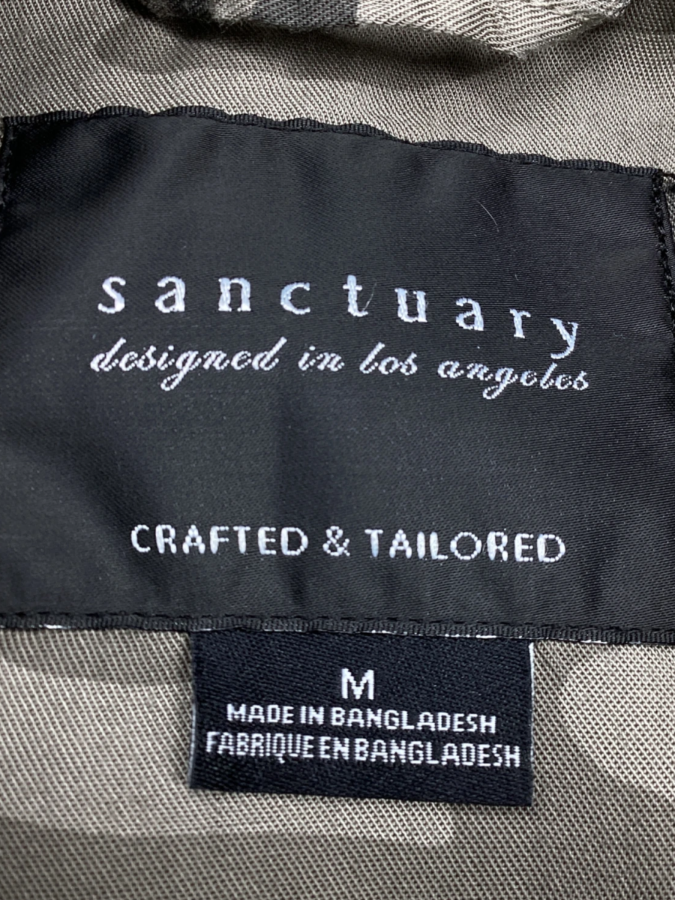 sanctuary
designed in los angeles
CRAFTED & TAILORED
M
MADE IN BANGLADESH
FABRIQUE EN BANGLADESH